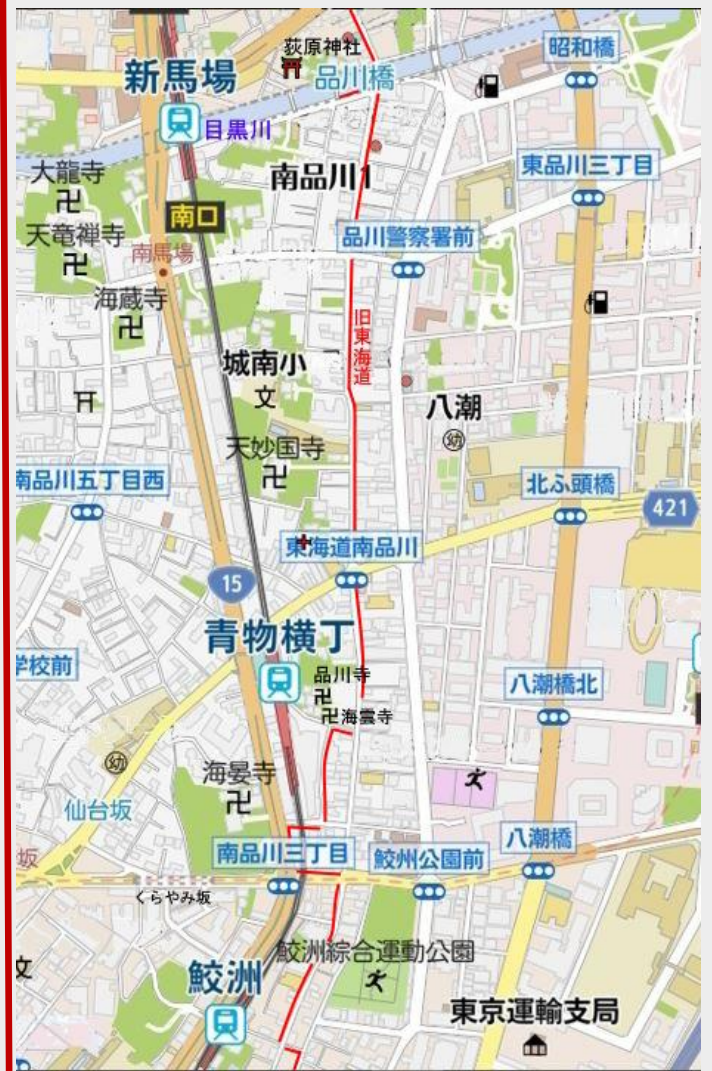 荻原神社
昭和橋
新馬場
品川橋
目黒川
大龍寺
南品川1
東品川三丁目
南口
天竜禅寺
南馬場
品川警察署前
海蔵寺
旧東海道
城南小
文
八潮
幼
天妙国寺
南品川五丁目西
北ふ頭橋
421
東海道南品川
15
青物横丁
学校前
品川寺
八潮橋北
海雲寺
幼
海晏寺
仙台坂
坂
南品川三丁目
鮫州公園前
八潮橋
くらやみ坂
文
鮫洲綜合運動公園
鮫洲
東京運輸支局